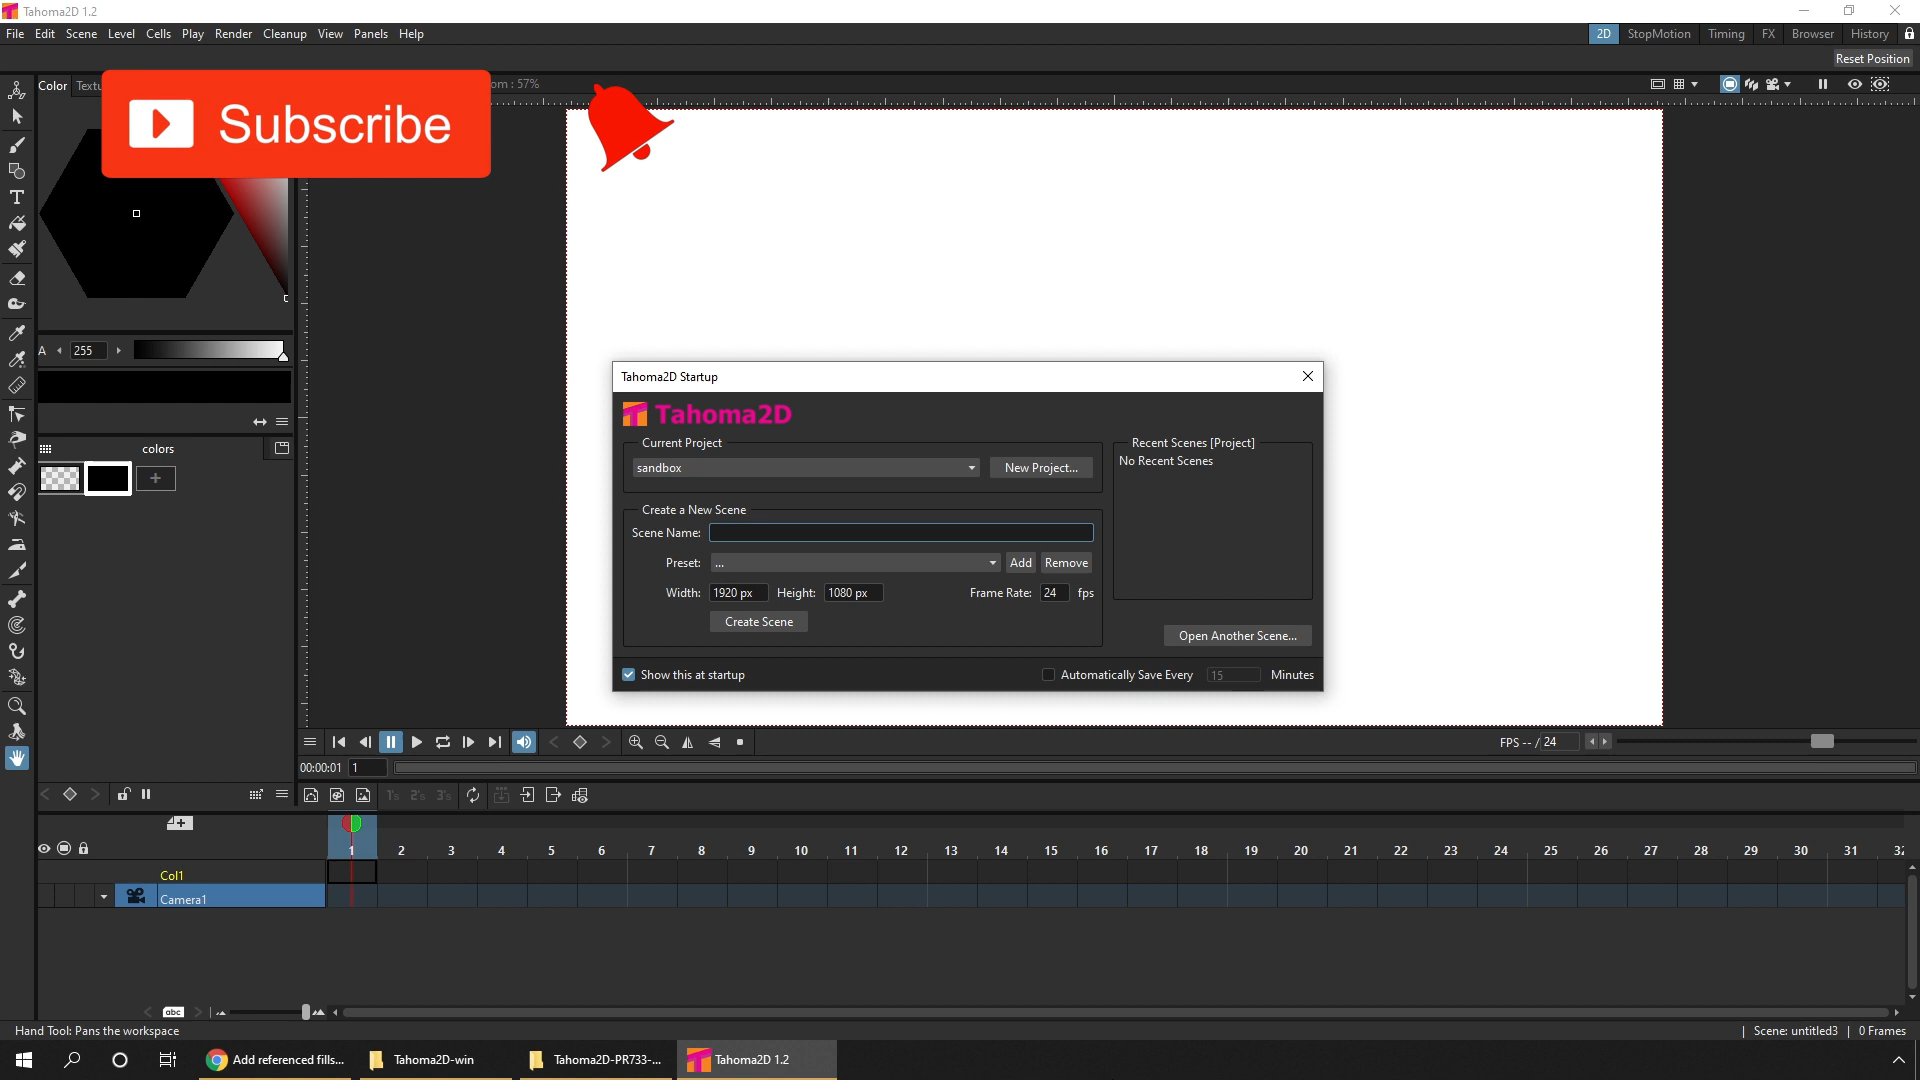 Tahoma2D 1.2
File Edit Scene Level Cells Play Render Cleanup View Panels Help
2D StopMotion Timing FX Browser History
Reset Position
Color Textu
om : 57%
Subscribe
A 255
colors
Tahoma2D Startup
Tahoma2D
Current Project
sandbox
New Project...
Recent Scenes [Project]
No Recent Scenes
Create a New Scene
Scene Name:
Preset: ... Add Remove
Width: 1920 px Height: 1080 px Frame Rate: 24 fps
Create Scene
Open Another Scene...
Show this at startup
Automatically Save Every 15 Minutes
FPS -- / 24
00:00:01 1
1's 2's 3's
1 2 3 4 5 6 7 8 9 10 11 12 13 14 15 16 17 18 19 20 21 22 23 24 25 26 27 28 29 30 31 32
Col1
Camera1
abc
Hand Tool: Pans the workspace
Scene: untitled3 | 0 Frames
Add referenced fills...
Tahoma2D-win
Tahoma2D-PR733-...
Tahoma2D 1.2